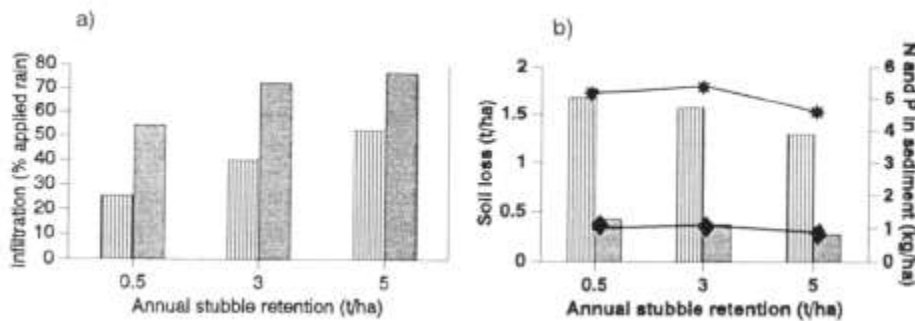 a)
Infiltration (% applied rain)
80
70
60
50
40
30
20
10
0
0.5 3 5
Annual stubble retention (t/ha)
b)
Soil loss (t/ha)
2
1.5
1
0.5
0
6
5
4
3
2
1
0
N and P in sediment (kg/ha)
0.5 3 5
Annual stubble retention (t/ha)